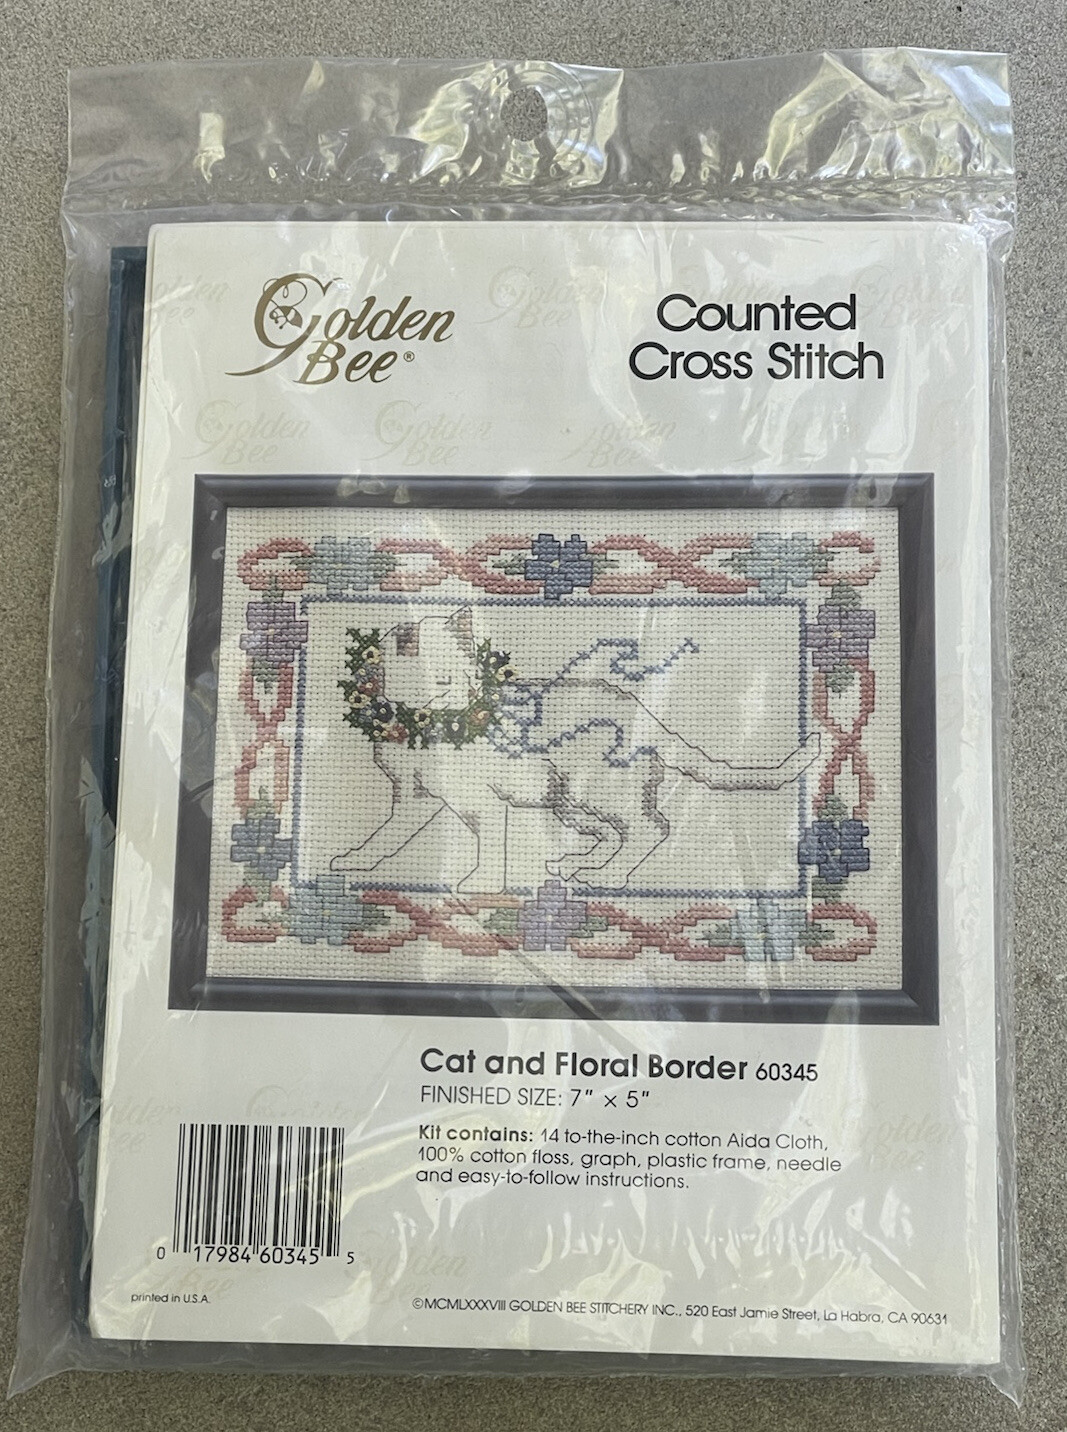 Golden
Bee®
Counted
Cross Stitch
Cat and Floral Border 60345
FINISHED SIZE: 7" × 5"
Kit contains: 14 to-the-inch cotton Aida Cloth,
100% cotton floss, graph, plastic frame, needle
and easy-to-follow instructions.
0 17984 60345 5
printed in U.S.A.
©MCMLXXXVIII GOLDEN BEE STITCHERY INC., 520 East Jamie Street, La Habra, CA 90631